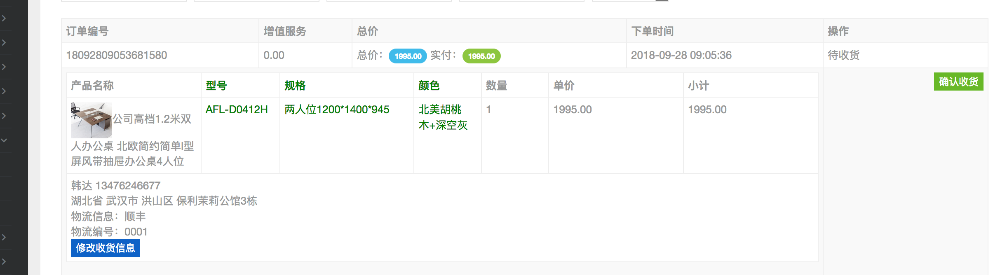 订单编号 增值服务 总价 下单时间 操作
18092809053681580 0.00 总价：1995.00 实付：1995.00 2018-09-28 09:05:36 待收货
产品名称 型号 规格 颜色 数量 单价 小计 确认收货
公司高档1.2米双 AFL-D0412H 两人位1200*1400*945 北美胡桃 1 1995.00 1995.00
木+深空灰
人办公桌 北欧简约简单I型
屏风带抽屉办公桌4人位
韩达 13476246677
湖北省 武汉市 洪山区 保利茉莉公馆3栋
物流信息：顺丰
物流编号：0001
修改收货信息